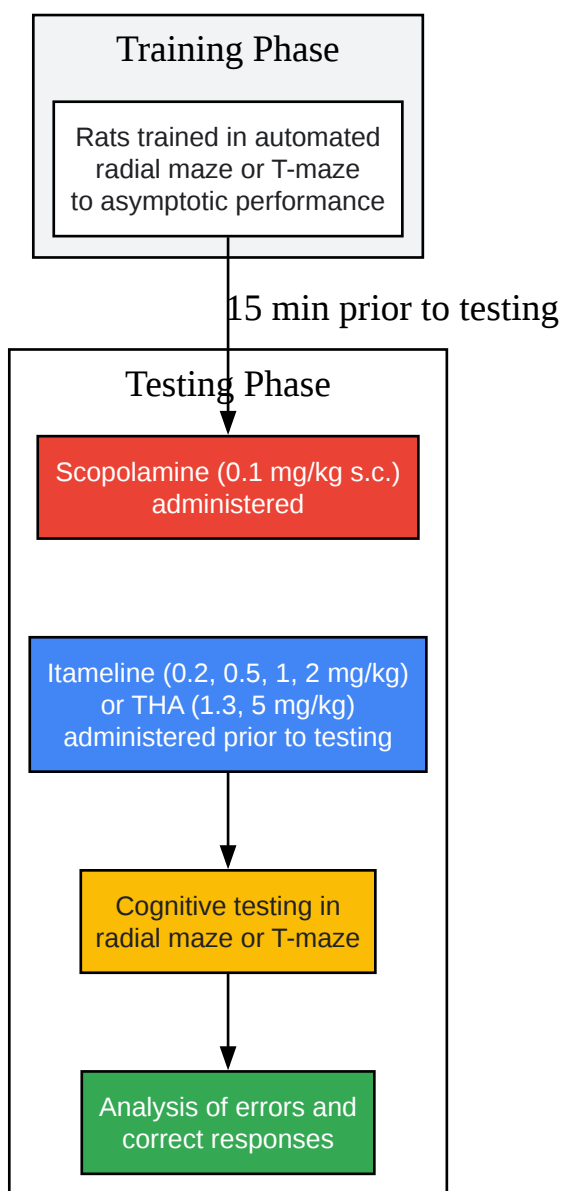 Training Phase
Rats trained in automated
radial maze or T-maze
to asymptotic performance
15 min prior to testing
Testing Phase
Scopolamine (0.1 mg/kg s.c.)
administered
Itameline (0.2, 0.5, 1, 2 mg/kg)
or THA (1.3, 5 mg/kg)
administered prior to testing
Cognitive testing in
radial maze or T-maze
Analysis of errors and
correct responses